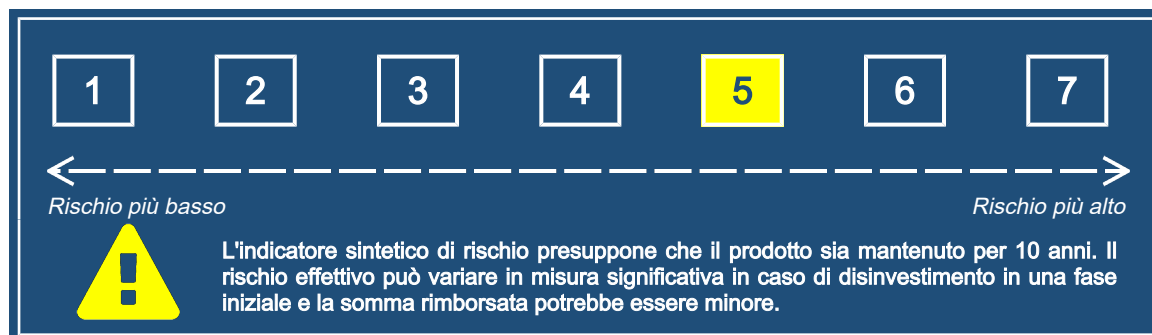 1 2 3 4 5 6 7
Rischio più basso Rischio più alto
L'indicatore sintetico di rischio presuppone che il prodotto sia mantenuto per 10 anni. Il
rischio effettivo può variare in misura significativa in caso di disinvestimento in una fase
iniziale e la somma rimborsata potrebbe essere minore.